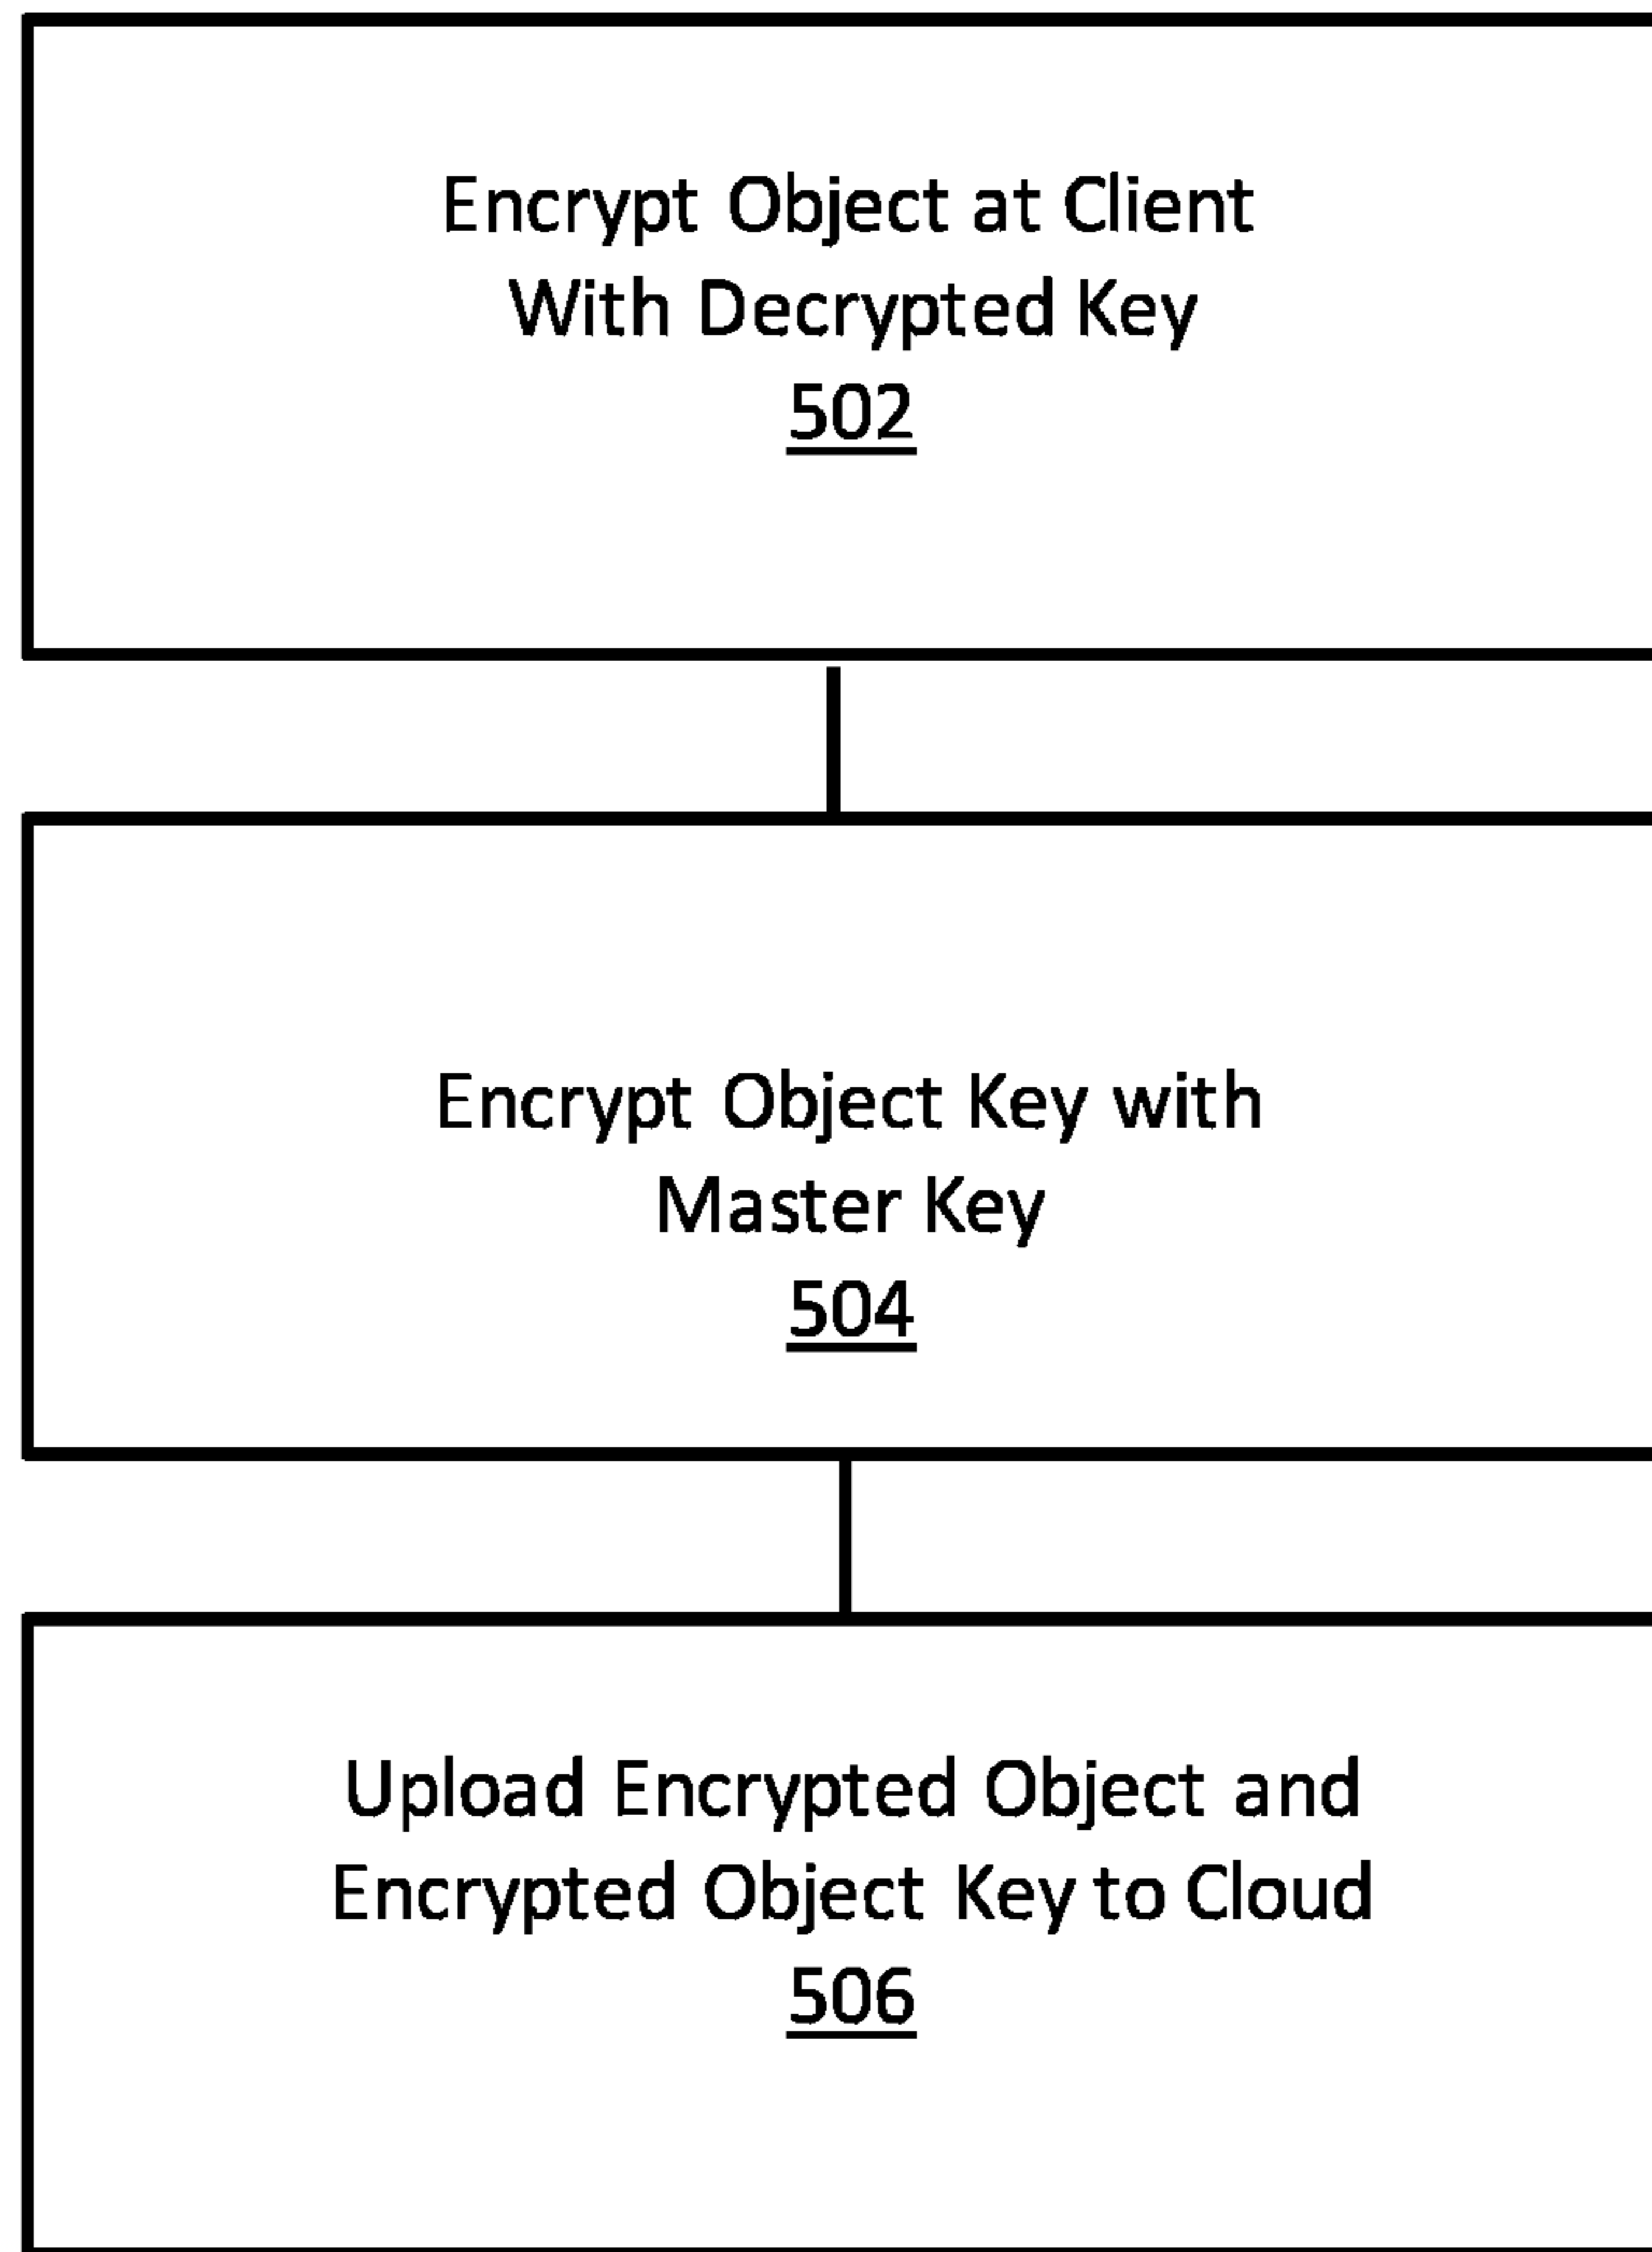 Encrypt Object at Client
With Decrypted Key
502
Encrypt Object Key with
Master Key
504
Upload Encrypted Object and
Encrypted Object Key to Cloud
506